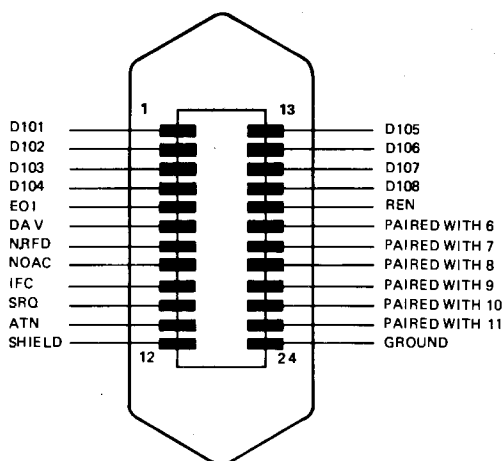 1 13
D101 D105
D102 D106
D103 D107
D104 D108
EOI REN
DAV PAIRED WITH 6
NRFD PAIRED WITH 7
NOAC PAIRED WITH 8
IFC PAIRED WITH 9
SRQ PAIRED WITH 10
ATN PAIRED WITH 11
SHIELD GROUND
12 24